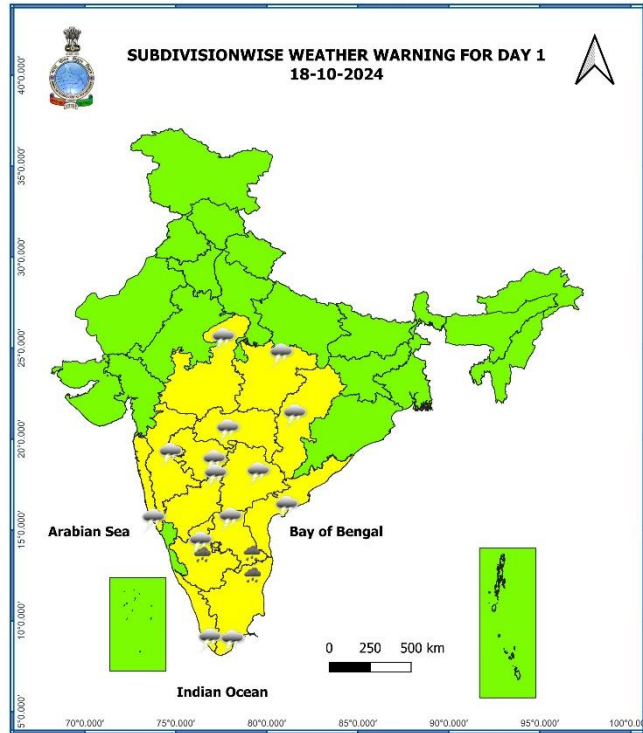 SUBDIVISIONWISE WEATHER WARNING FOR DAY 1
18-10-2024
40°0.000'
35°0.000'
30°0.000'
25°0.000'
20°0.000'
15°0.000'
10°0.000'
5°0.000'
Arabian Sea
Bay of Bengal
0 250 500 km
Indian Ocean
70°0.000' 75°0.000' 80°0.000' 85°0.000' 90°0.000' 95°0.000' 100°0.000'